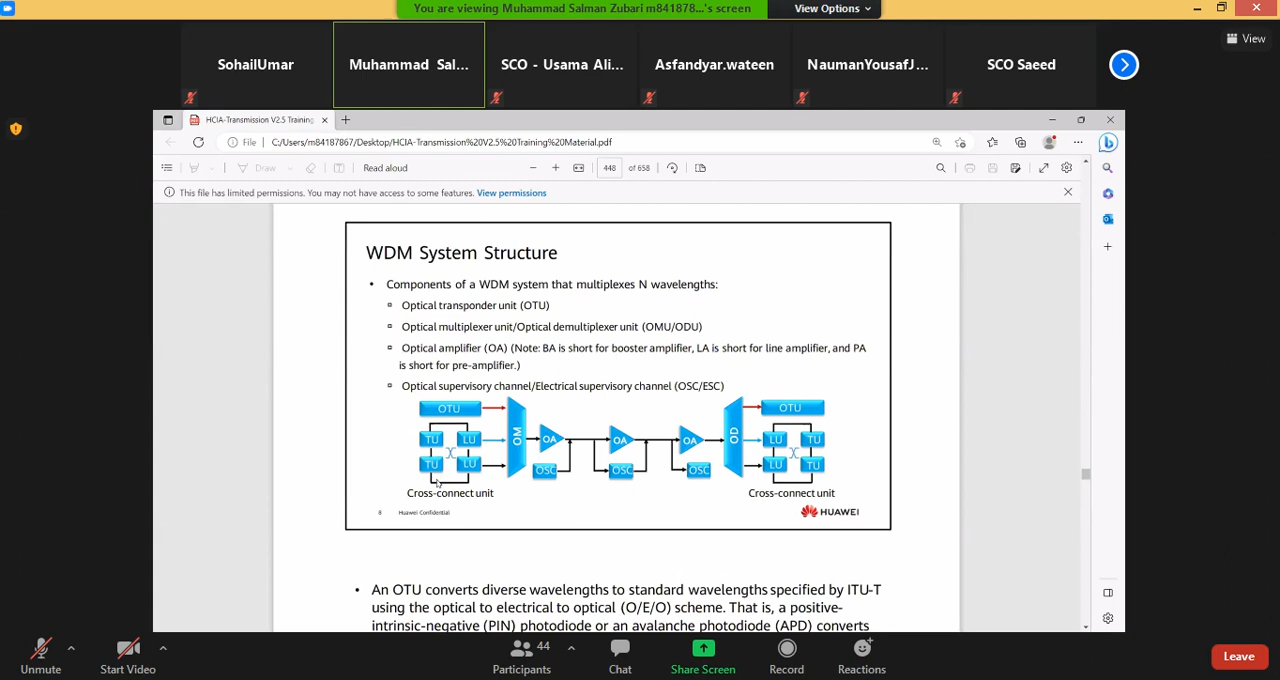 You are viewing Muhammad Salman Zubari m841878...'s screen
View Options
View
SohailUmar
Muhammad Sal...
SCO - Usama Ali...
Asfandyar.wateen
NaumanYousafJ...
SCO Saeed
HCIA-Transmission V2.5 Training
File
C:/Users/m84187867/Desktop/HCIA-Transmission%20V2.5%20Training%20Material.pdf
Draw
Read aloud
448 of 658
This file has limited permissions. You may not have access to some features. View permissions
WDM System Structure
• Components of a WDM system that multiplexes N wavelengths:
▫ Optical transponder unit (OTU)
▫ Optical multiplexer unit/Optical demultiplexer unit (OMU/ODU)
▫ Optical amplifier (OA) (Note: BA is short for booster amplifier, LA is short for line amplifier, and PA
is short for pre-amplifier.)
▫ Optical supervisory channel/Electrical supervisory channel (OSC/ESC)
OTU OTU
TU LU OM OA OA OA OD LU TU
TU LU OSC OSC OSC LU TU
Cross-connect unit Cross-connect unit
8 Huawei Confidential HUAWEI
• An OTU converts diverse wavelengths to standard wavelengths specified by ITU-T
using the optical to electrical to optical (O/E/O) scheme. That is, a positive-
intrinsic-negative (PIN) photodiode or an avalanche photodiode (APD) converts
Unmute
Start Video
44
Participants
Chat
Share Screen
Record
Reactions
Leave